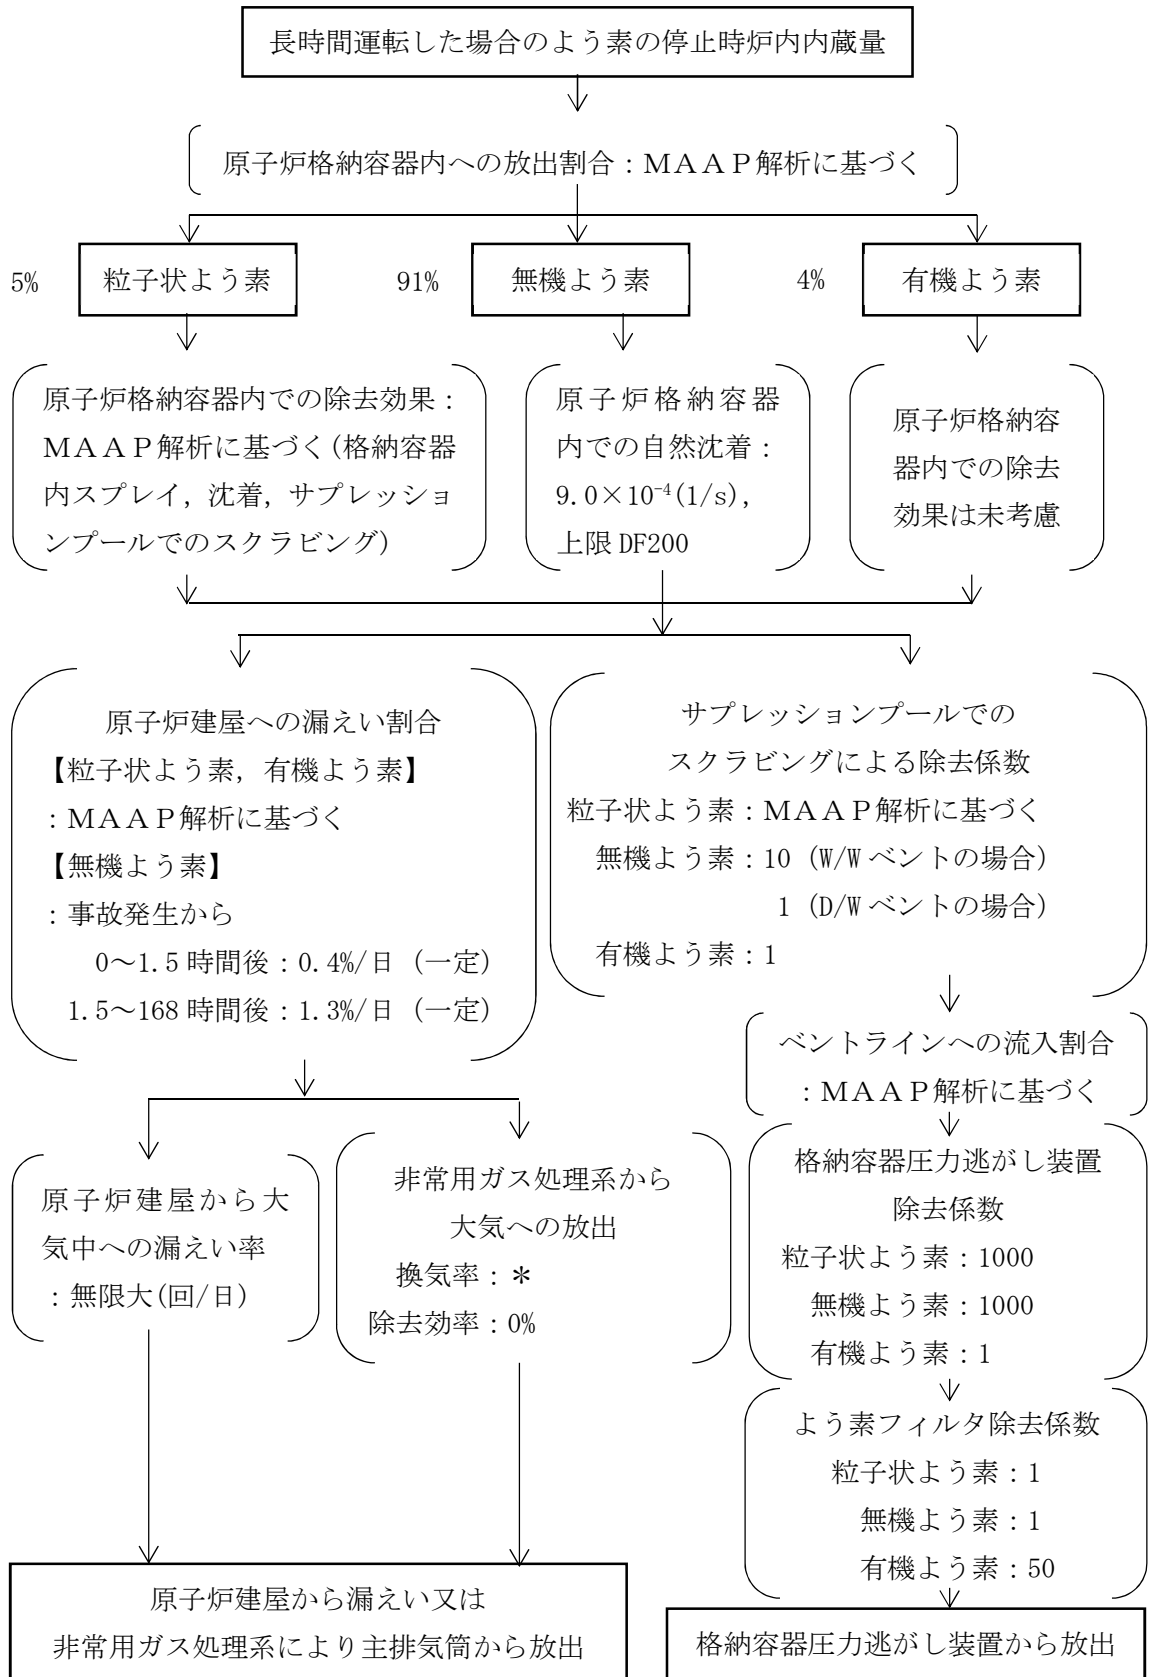 長時間運転した場合のよう素の停止時炉内内蔵量
原子炉格納容器内への放出割合：ＭＡＡＰ解析に基づく
5%
粒子状よう素
91%
無機よう素
4%
有機よう素
原子炉格納容器内での除去効果：
ＭＡＡＰ解析に基づく(格納容器
内スプレイ，沈着，サプレッショ
ンプールでのスクラビング)
原子炉格納容器
内での自然沈着：
9.0×10⁻⁴(1/s)，
上限 DF200
原子炉格納容
器内での除去
効果は未考慮
原子炉建屋への漏えい割合
【粒子状よう素，有機よう素】
：ＭＡＡＰ解析に基づく
【無機よう素】
：事故発生から
0～1.5 時間後：0.4%/日（一定）
1.5～168 時間後：1.3%/日（一定）
サプレッションプールでの
スクラビングによる除去係数
粒子状よう素：ＭＡＡＰ解析に基づく
無機よう素：10（W/W ベントの場合）
1（D/W ベントの場合）
有機よう素：1
ベントラインへの流入割合
：ＭＡＡＰ解析に基づく
原子炉建屋から大
気中への漏えい率
：無限大(回/日)
非常用ガス処理系から
大気への放出
換気率：＊
除去効率：0%
格納容器圧力逃がし装置
除去係数
粒子状よう素：1000
無機よう素：1000
有機よう素：1
よう素フィルタ除去係数
粒子状よう素：1
無機よう素：1
有機よう素：50
原子炉建屋から漏えい又は
非常用ガス処理系により主排気筒から放出
格納容器圧力逃がし装置から放出